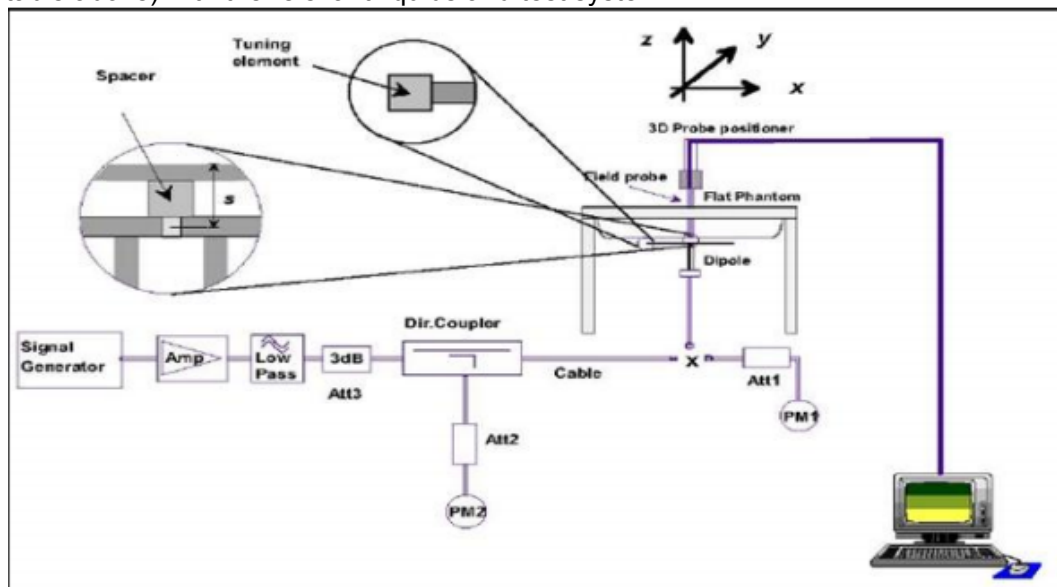 Tuning
element
Spacer
z
y
x
3D Probe positioner
Field probe
s
Flat Phantom
Dipole
Dir.Coupler
Signal
Generator
Amp
Low
Pass
3dB
Att3
Cable
x
Att1
PM1
Att2
PM2